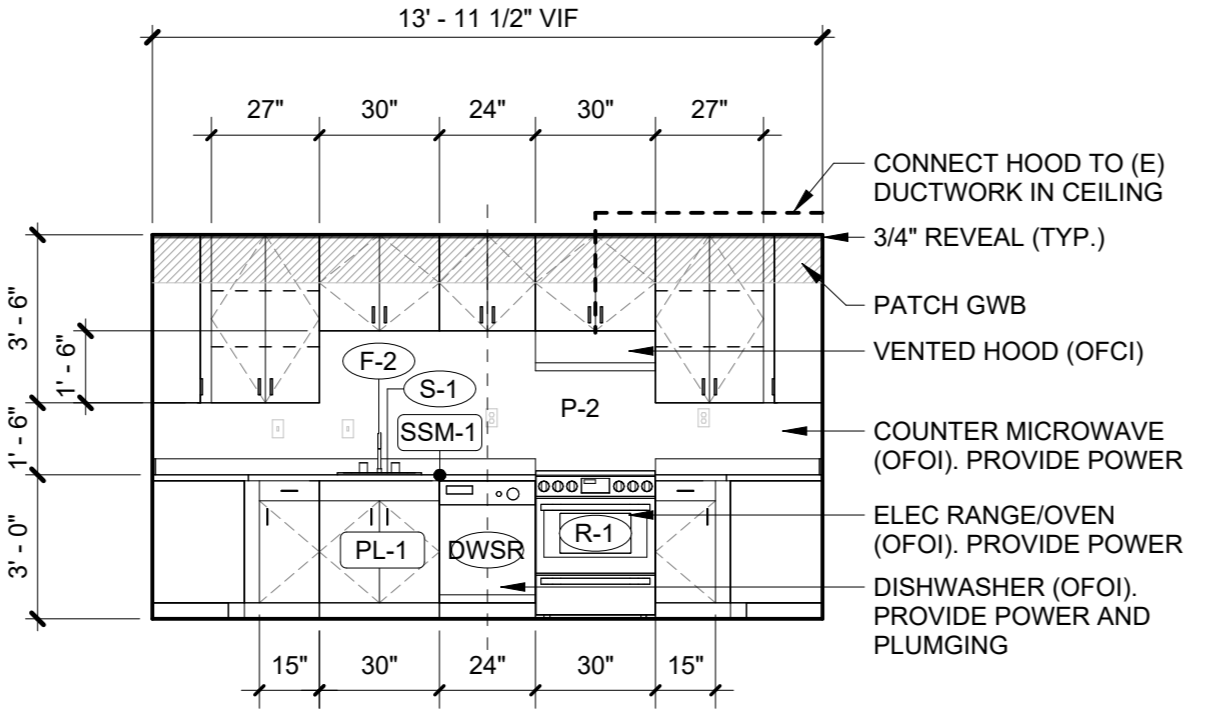 13' - 11 1/2" VIF
27"
30"
24"
30"
27"
CONNECT HOOD TO (E)
DUCTWORK IN CEILING
3/4" REVEAL (TYP.)
PATCH GWB
VENTED HOOD (OFCI)
3' - 6"
1' - 6"
1' - 6"
3' - 0"
F-2
S-1
SSM-1
P-2
COUNTER MICROWAVE
(OFOI). PROVIDE POWER
PL-1
DWSR
R-1
ELEC RANGE/OVEN
(OFOI). PROVIDE POWER
DISHWASHER (OFOI).
PROVIDE POWER AND
PLUMGING
15"
30"
24"
30"
15"